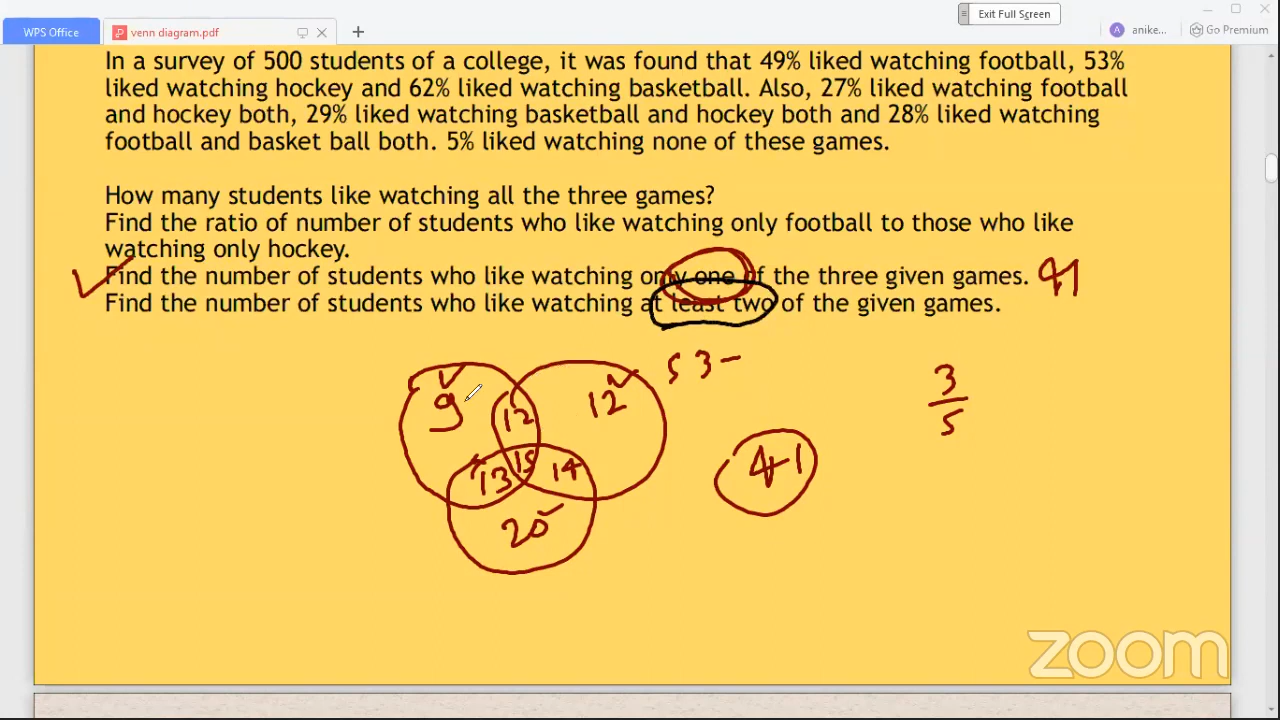 Exit Full Screen
WPS Office
venn diagram.pdf
anike...
Go Premium
In a survey of 500 students of a college, it was found that 49% liked watching football, 53%
liked watching hockey and 62% liked watching basketball. Also, 27% liked watching football
and hockey both, 29% liked watching basketball and hockey both and 28% liked watching
football and basket ball both. 5% liked watching none of these games.
How many students like watching all the three games?
Find the ratio of number of students who like watching only football to those who like
watching only hockey.
Find the number of students who like watching only one of the three given games. 41
Find the number of students who like watching at least two of the given games.
53-
9 12 12
3
5
13 15 14
41
20
zoom